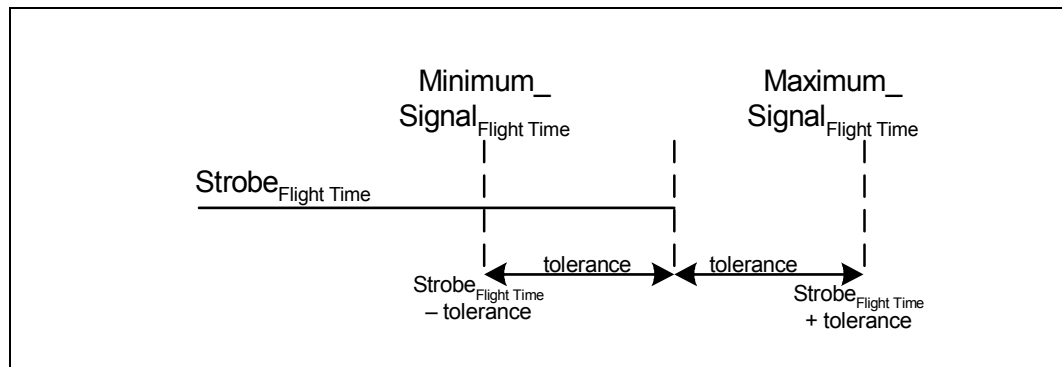 Minimum_
Signal Flight Time
Maximum_
Signal Flight Time
Strobe Flight Time
tolerance
tolerance
Strobe Flight Time
– tolerance
Strobe Flight Time
+ tolerance